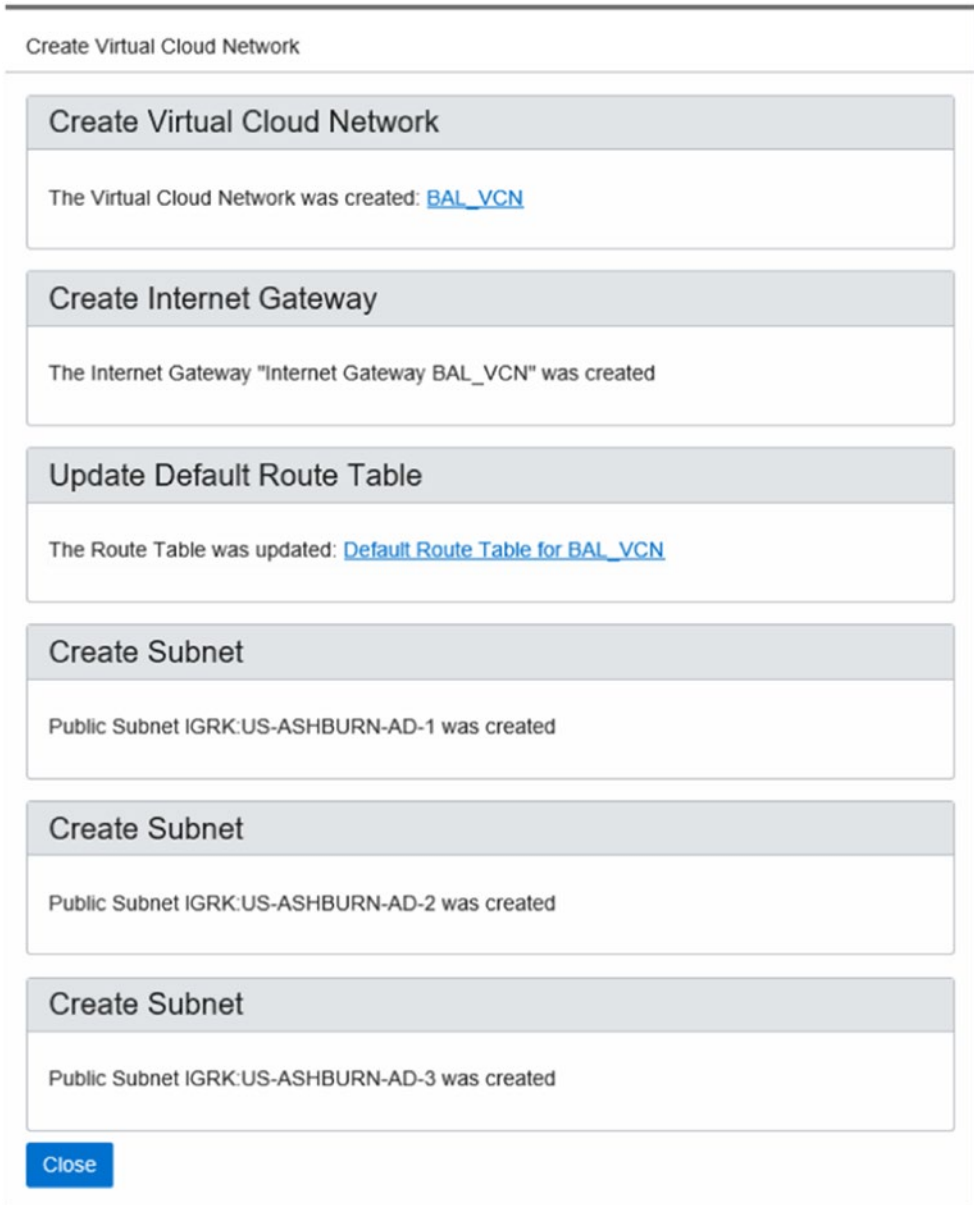 Create Virtual Cloud Network
Create Virtual Cloud Network
The Virtual Cloud Network was created: BAL_VCN
Create Internet Gateway
The Internet Gateway "Internet Gateway BAL_VCN" was created
Update Default Route Table
The Route Table was updated: Default Route Table for BAL_VCN
Create Subnet
Public Subnet IGRK:US-ASHBURN-AD-1 was created
Create Subnet
Public Subnet IGRK:US-ASHBURN-AD-2 was created
Create Subnet
Public Subnet IGRK:US-ASHBURN-AD-3 was created
Close